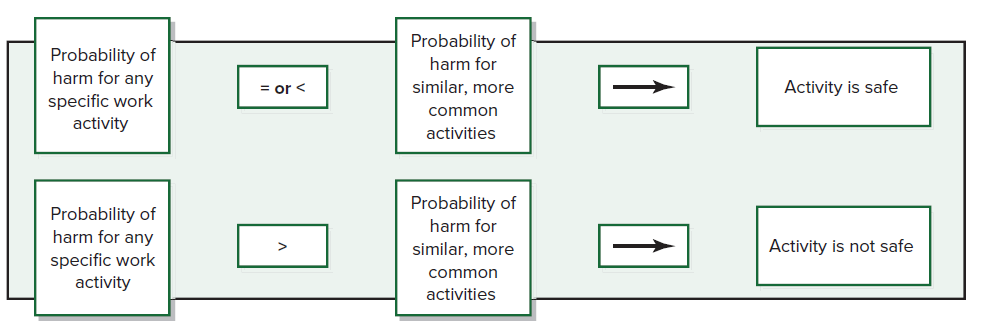 Probability of
harm for any
specific work
activity
= or <
Probability of
harm for
similar, more
common
activities
Activity is safe
Probability of
harm for any
specific work
activity
>
Probability of
harm for
similar, more
common
activities
Activity is not safe